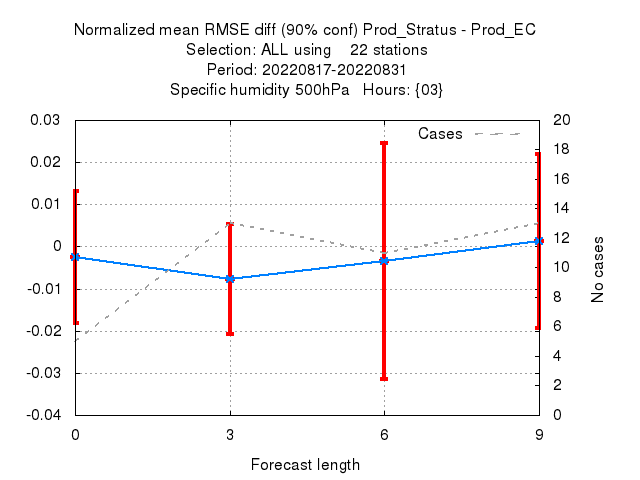 Normalized mean RMSE diff (90% conf) Prod_Stratus - Prod_EC
Selection: ALL using    22 stations
Period: 20220817-20220831
Specific humidity 500hPa   Hours: {03}
Cases
0.03
0.02
0.01
0
-0.01
-0.02
-0.03
-0.04
20
18
16
14
12
10
8
6
4
2
0
No cases
0 3 6 9
Forecast length